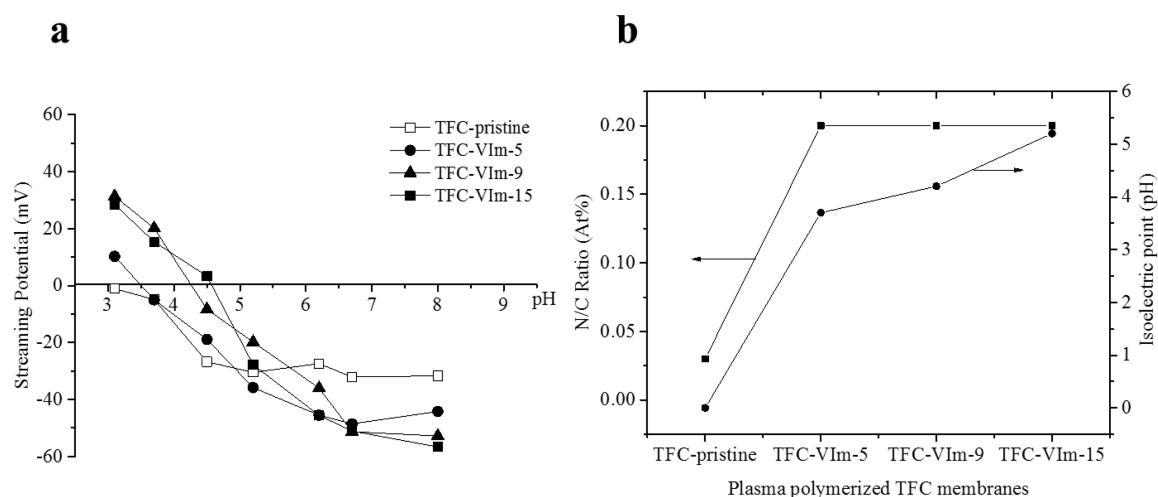 a
60
40
20
0
-20
-40
-60
Streaming Potential (mV)
3 4 5 6 7 8 9
pH
TFC-pristine
TFC-VIm-5
TFC-VIm-9
TFC-VIm-15
b
0.20
0.15
0.10
0.05
0.00
N/C Ratio (At%)
6
5
4
3
2
1
0
Isoelectric point (pH)
TFC-pristine TFC-VIm-5 TFC-VIm-9 TFC-VIm-15
Plasma polymerized TFC membranes